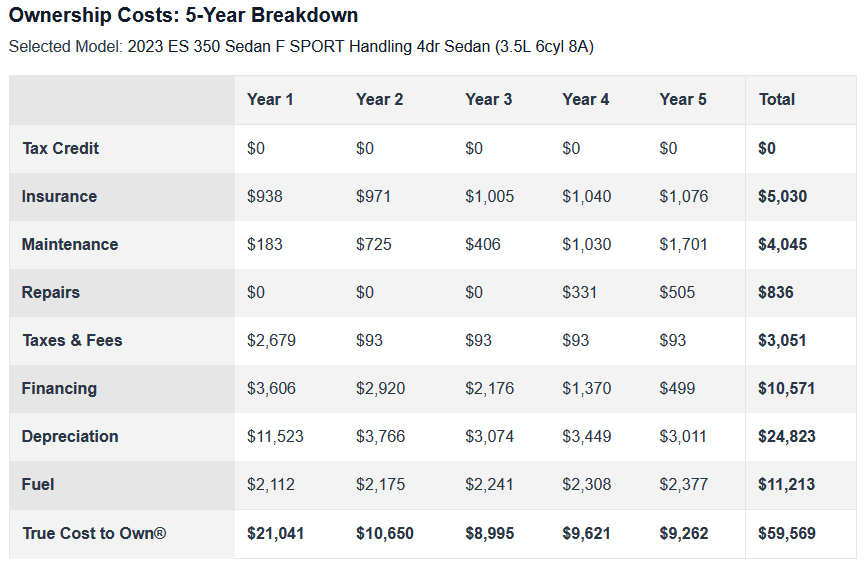 Ownership Costs: 5-Year Breakdown
Selected Model: 2023 ES 350 Sedan F SPORT Handling 4dr Sedan (3.5L 6cyl 8A)
Year 1 Year 2 Year 3 Year 4 Year 5 Total
Tax Credit $0 $0 $0 $0 $0 $0
Insurance $938 $971 $1,005 $1,040 $1,076 $5,030
Maintenance $183 $725 $406 $1,030 $1,701 $4,045
Repairs $0 $0 $0 $331 $505 $836
Taxes & Fees $2,679 $93 $93 $93 $93 $3,051
Financing $3,606 $2,920 $2,176 $1,370 $499 $10,571
Depreciation $11,523 $3,766 $3,074 $3,449 $3,011 $24,823
Fuel $2,112 $2,175 $2,241 $2,308 $2,377 $11,213
True Cost to Own® $21,041 $10,650 $8,995 $9,621 $9,262 $59,569